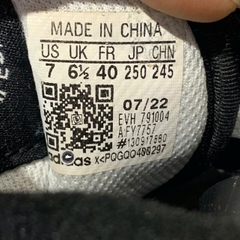 MADE IN CHINA
US UK FR JP CHN
7 6½ 40 250 245
07/22
EVH 791004
A:FY7757
adidas